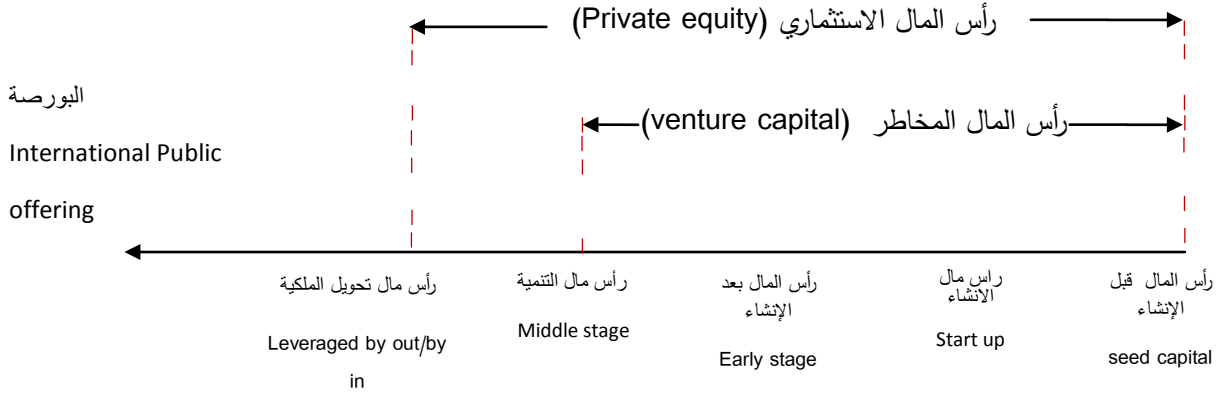 رأس المال الاستثماري (Private equity)
رأس المال المخاطر (venture capital)
البورصة
International Public
offering
رأس المال قبل
الإنشاء
seed capital
راس مال
الانشاء
Start up
رأس المال بعد
الإنشاء
Early stage
رأس مال التنمية
Middle stage
رأس مال تحويل الملكية
Leveraged by out/by
in